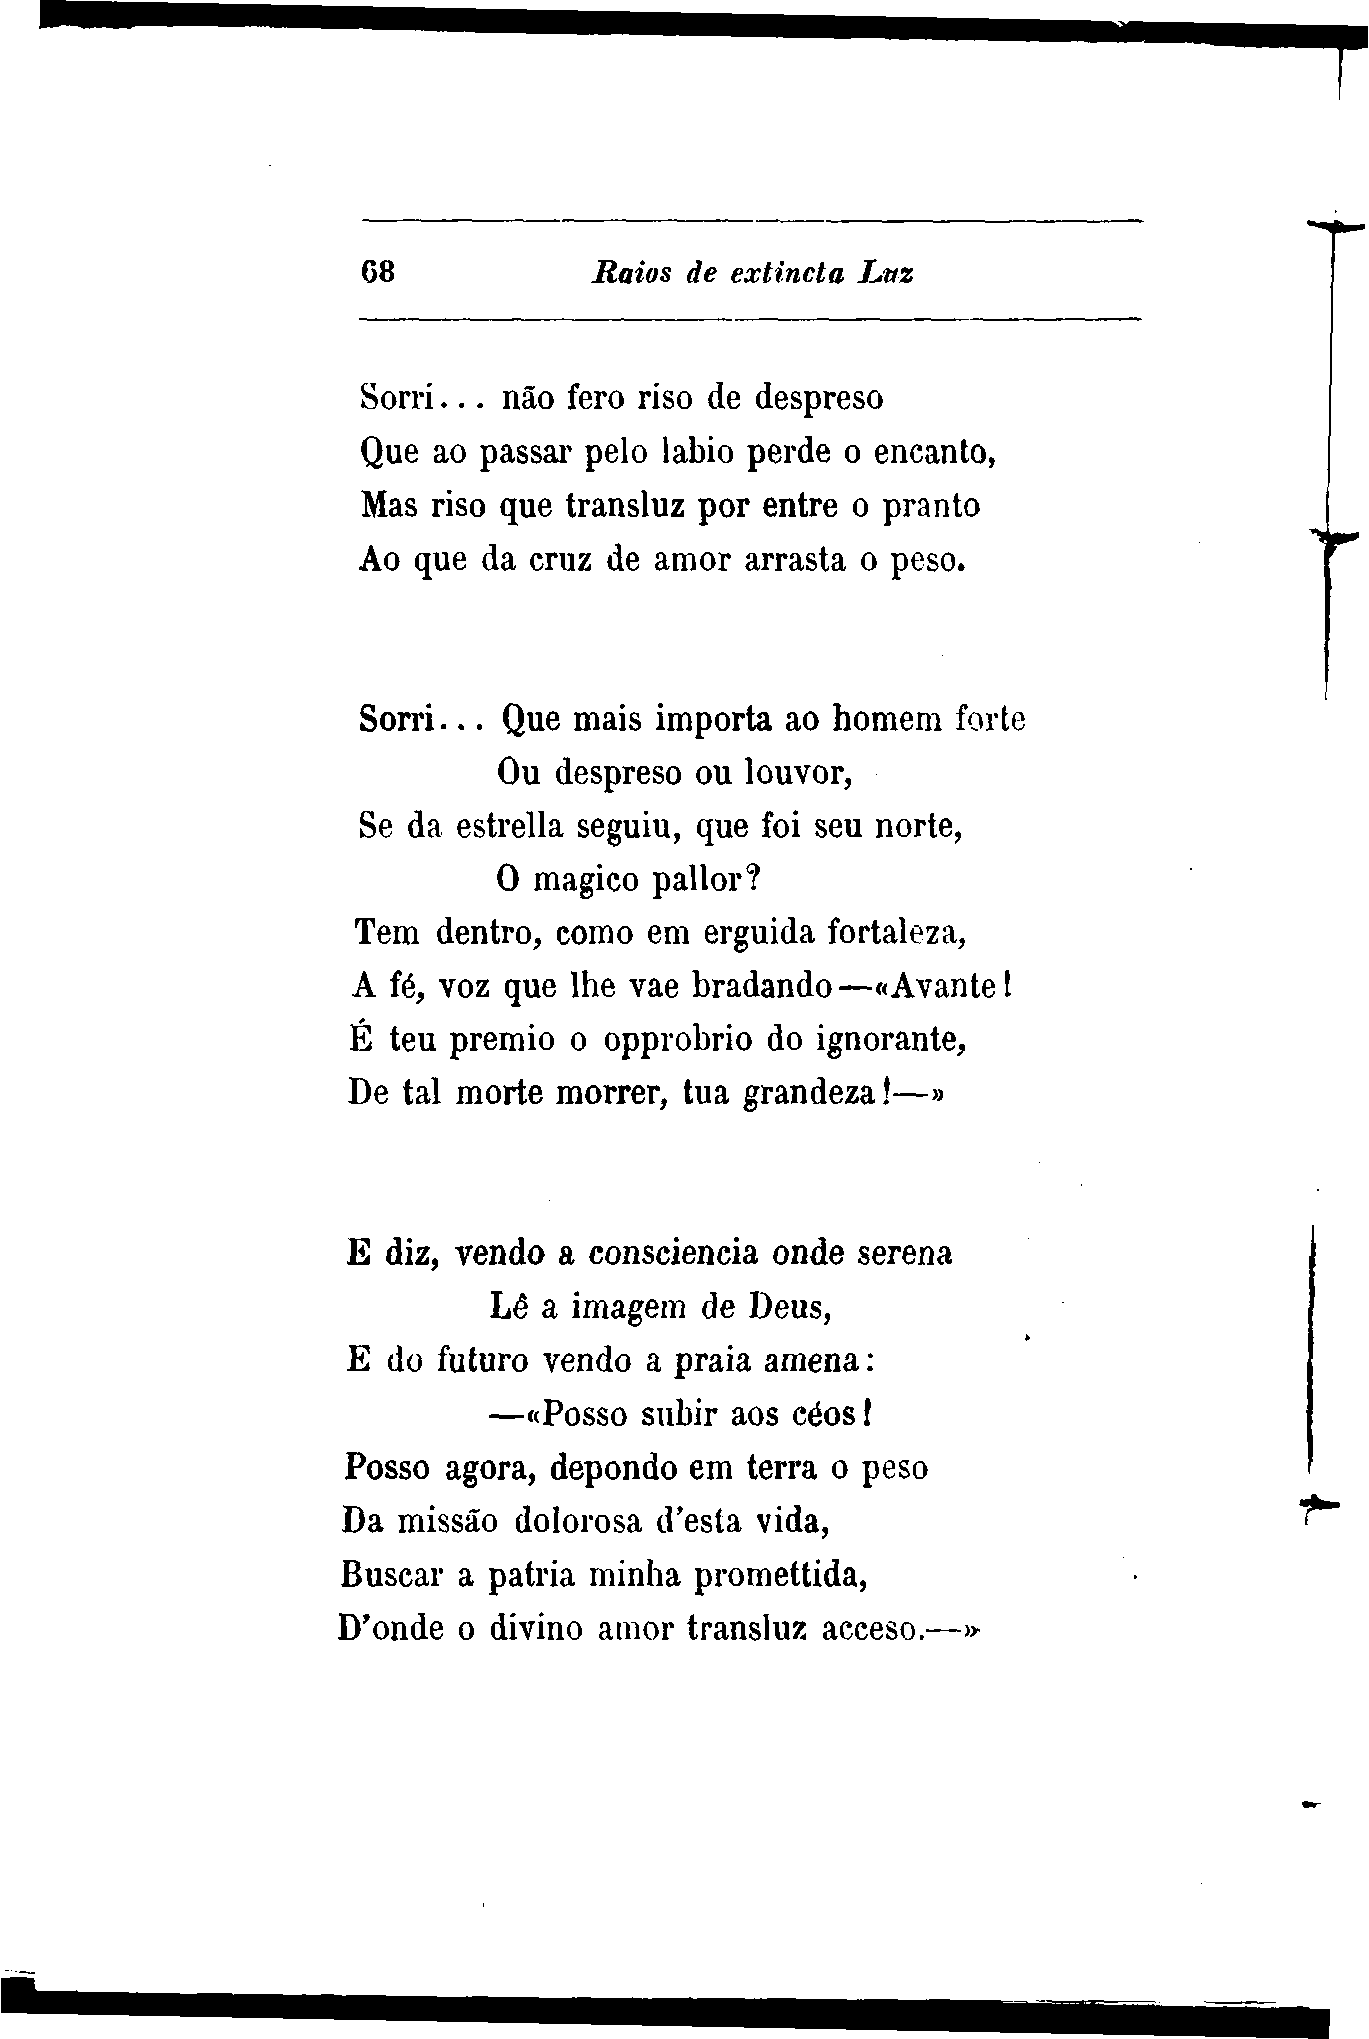 68 Raios de extincta Luz
Sorri... não fero riso de despreso
Que ao passar pelo labio perde o encanto,
Mas riso que transluz por entre o pranto
Ao que da cruz de amor arrasta o peso.
Sorri... Que mais importa ao homem forte
Ou despreso ou louvor,
Se da estrella seguiu, que foi seu norte,
O magico pallor?
Tem dentro, como em erguida fortaleza,
A fé, voz que lhe vae bradando—«Avante!
É teu premio o opprobrio do ignorante,
De tal morte morrer, tua grandeza!—»
E diz, vendo a consciencia onde serena
Lê a imagem de Deus,
E do futuro vendo a praia amena:
—«Posso subir aos céos!
Posso agora, depondo em terra o peso
Da missão dolorosa d'esta vida,
Buscar a patria minha promettida,
D'onde o divino amor transluz acceso.—»